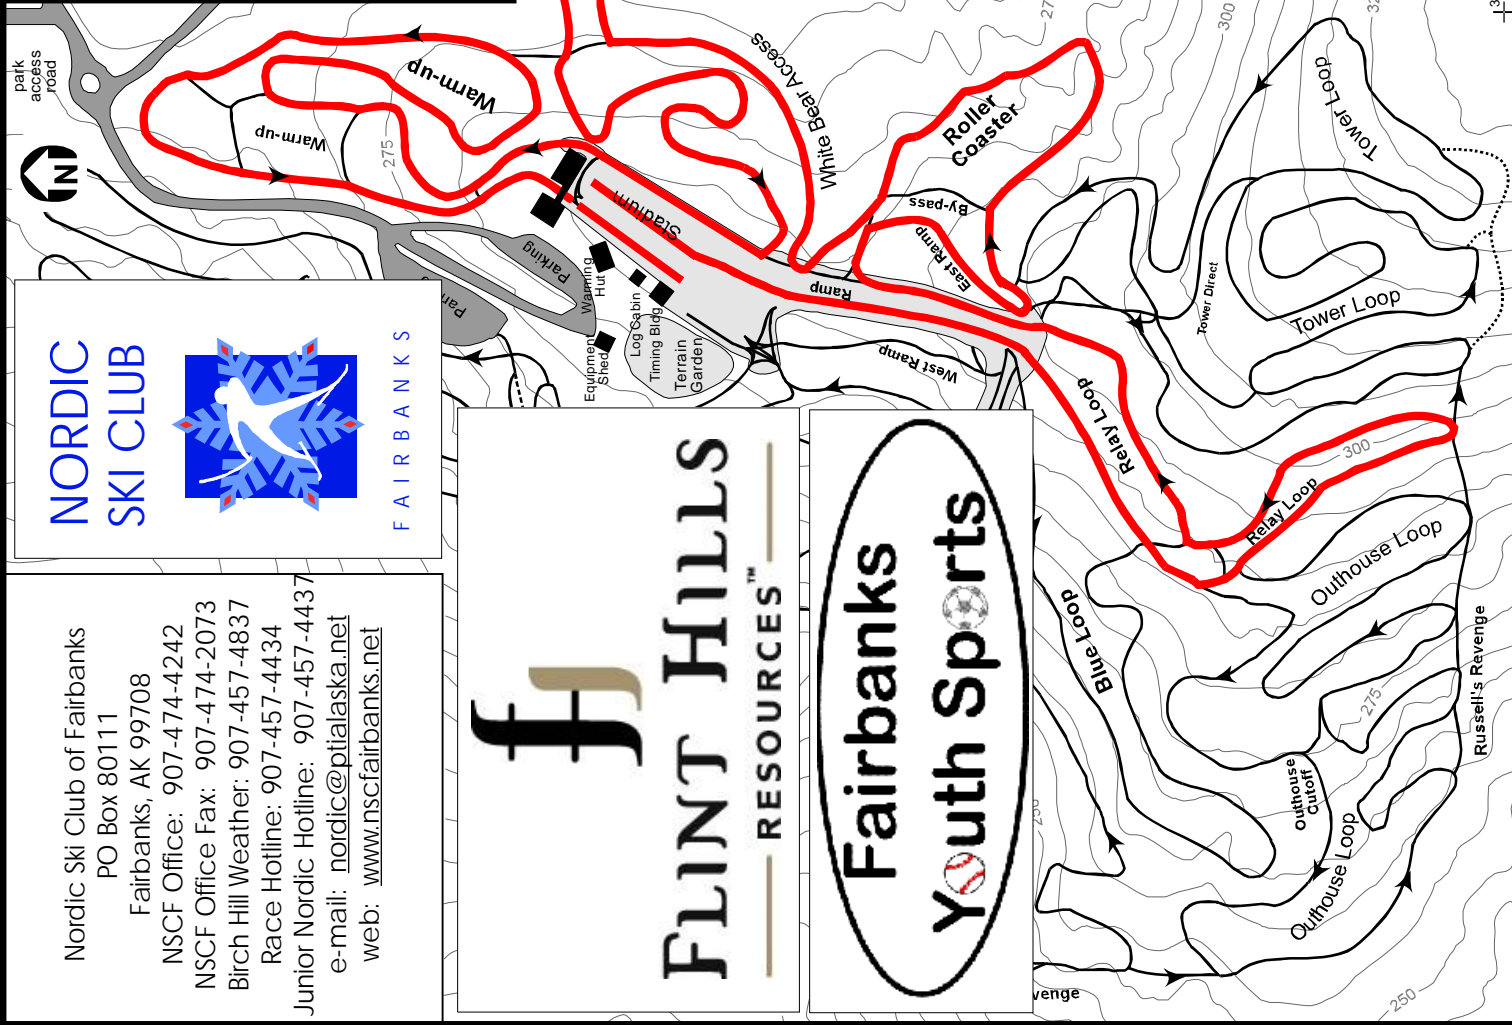 park
access
road
N
Warm-up
Warm-up
275
White Bear Access
Roller
Coaster
By-pass
East Ramp
Stadium
Ramp
Parking
Warming
Hut
Log Cabin
Timing Bldg
Equipment
Shed
Terrain
Garden
West Ramp
Relay Loop
Relay Loop
300
300
Tower Loop
Tower Loop
Tower Direct
Outhouse Loop
Blue Loop
Russell's Revenge
275
Outhouse
Cutoff
Outhouse Loop
250
NORDIC
SKI CLUB
FAIRBANKS
Nordic Ski Club of Fairbanks
PO Box 80111
Fairbanks, AK 99708
NSCF Office: 907-474-4242
NSCF Office Fax: 907-474-2073
Birch Hill Weather: 907-457-4837
Race Hotline: 907-457-4434
Junior Nordic Hotline: 907-457-4437
e-mail: nordic@ptialaska.net
web: www.nscfairbanks.net
FLINT HILLS
RESOURCES™
Fairbanks
Youth Sports